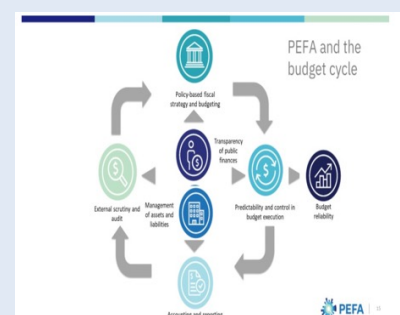 PEFA and the
budget cycle
Policy-based fiscal
strategy and budgeting
Transparency
of public
finances
External scrutiny and
audit
Management
of assets and
liabilities
Predictability and control in
budget execution
Budget
reliability
Accounting and reporting
PEFA